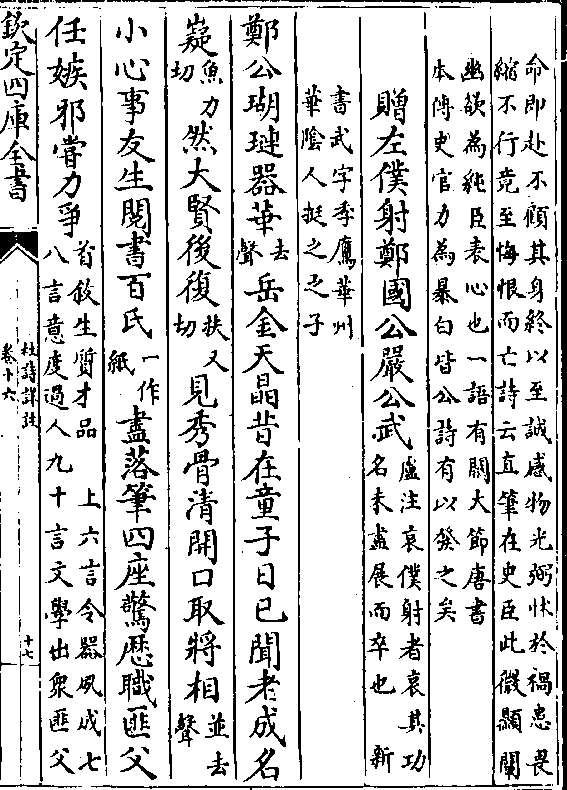 命即赴不顧其身終以至誠感物光弼怵於禍患畏
縮不行竟至悔恨而亡詩云直筆在史臣此微顯闡
幽欲為純臣表心也一語有關大節唐書
本傳史官力為暴白皆公詩有以發之矣
贈左僕射鄭國公嚴公武
盧注哀僕射者哀其功
名未盡展而卒也 新
書武字季鷹華州
華隂人挺之之子
鄭公瑚璉器華
去
聲
岳金天晶昔在童子日已聞老成名
嶷
魚力
切
然大賢後復
扶又
切
見秀骨清開口取將相
並去
聲
小心事友生閱書百氏
一作
紙
盡落筆四座驚歷職匪父
任嫉邪嘗力爭
首敘生質才品 上六言令器夙成七
八言意度過人九十言文學出衆匪父
欽定四庫全書
杜詩詳註
卷十六
十七